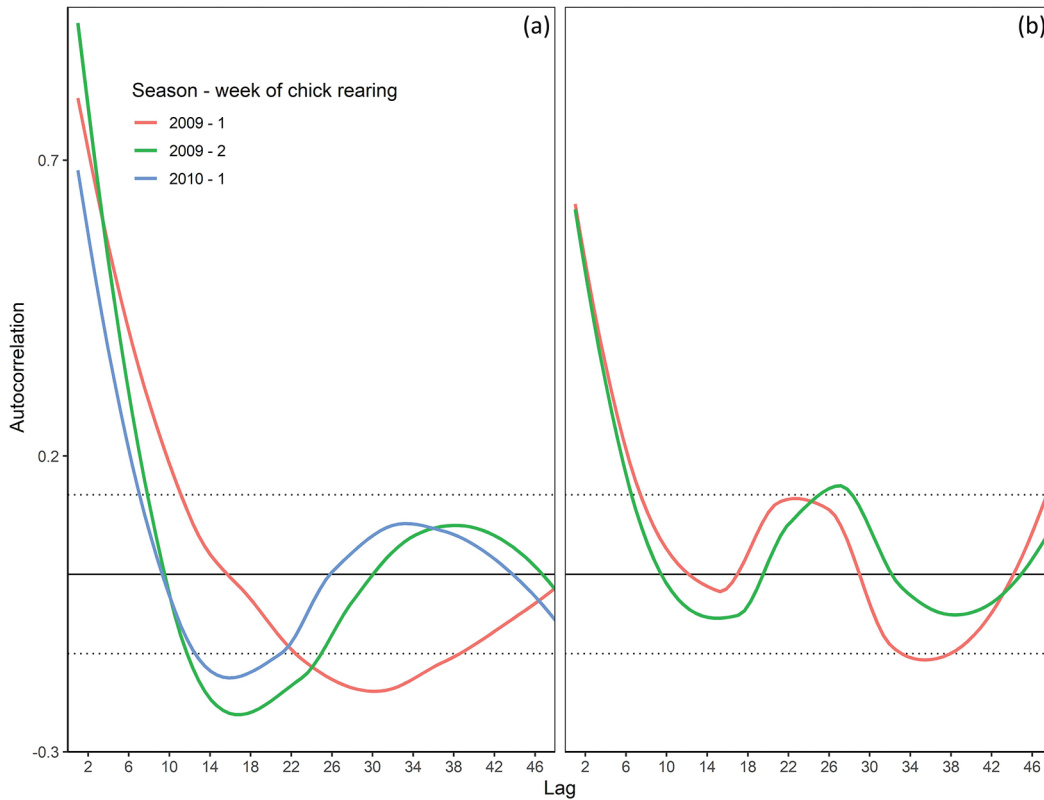 (a)
(b)
Season - week of chick rearing
2009 - 1
2009 - 2
2010 - 1
0.7
0.2
-0.3
Autocorrelation
2 6 10 14 18 22 26 30 34 38 42 46
2 6 10 14 18 22 26 30 34 38 42 46
Lag